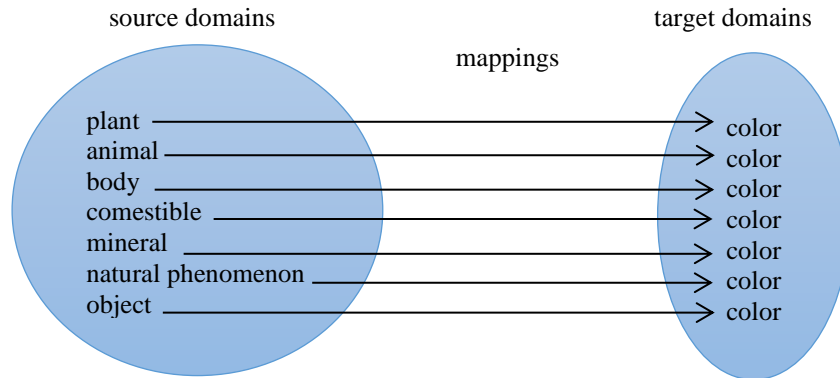 source domains
target domains
mappings
plant
animal
body
comestible
mineral
natural phenomenon
object
color
color
color
color
color
color
color